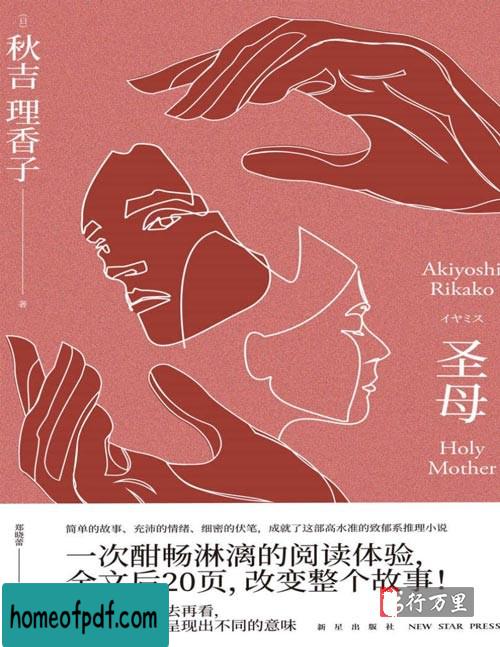 [日]
秋吉 理香子
著
Akiyoshi
Rikako
イヤミス
圣母
Holy
Mother
郑晓蕾
简单的故事、充沛的情绪、细密的伏笔,成就了这部高水准的致郁系推理小说
一次酣畅淋漓的阅读体验,
全文后20页,改变整个故事!
去再看,
呈现出不同的意味
新星出版社 NEW STAR PRESS
homeofpdf.com
书行万里